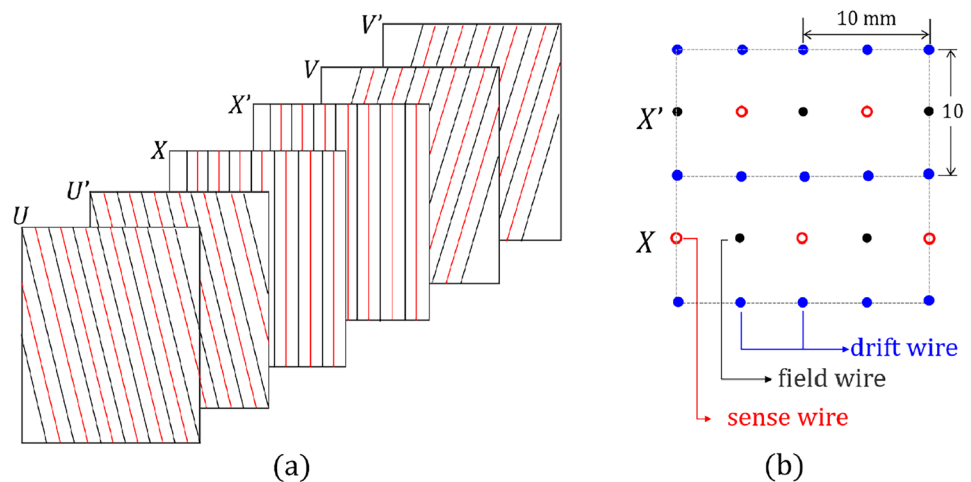 V'
V
X'
X
U'
U
(a)
10 mm
10
X'
X
drift wire
field wire
sense wire
(b)